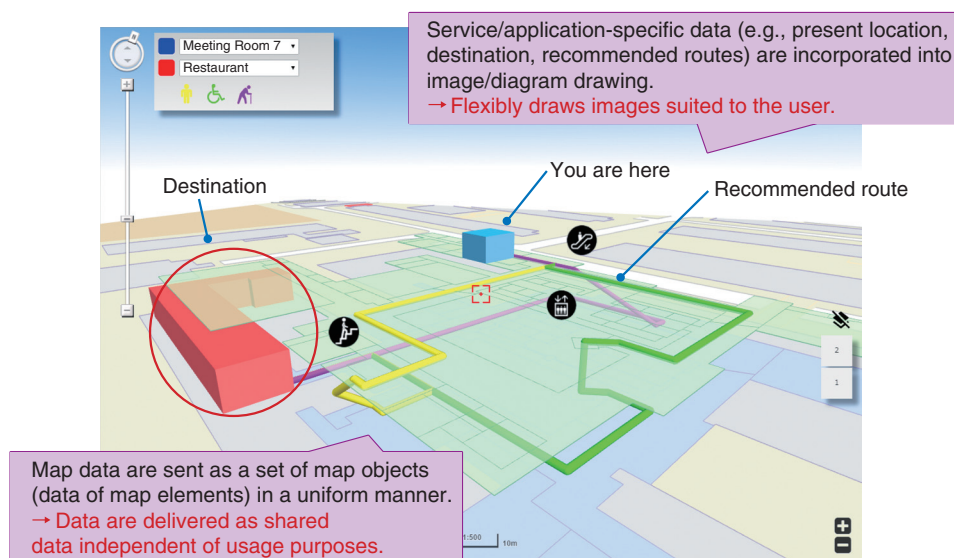 Service/application-specific data (e.g., present location,
destination, recommended routes) are incorporated into
image/diagram drawing.
→ Flexibly draws images suited to the user.
Meeting Room 7
Restaurant
You are here
Destination
Recommended route
2
1
Map data are sent as a set of map objects
(data of map elements) in a uniform manner.
→ Data are delivered as shared
data independent of usage purposes.
1:500
10m